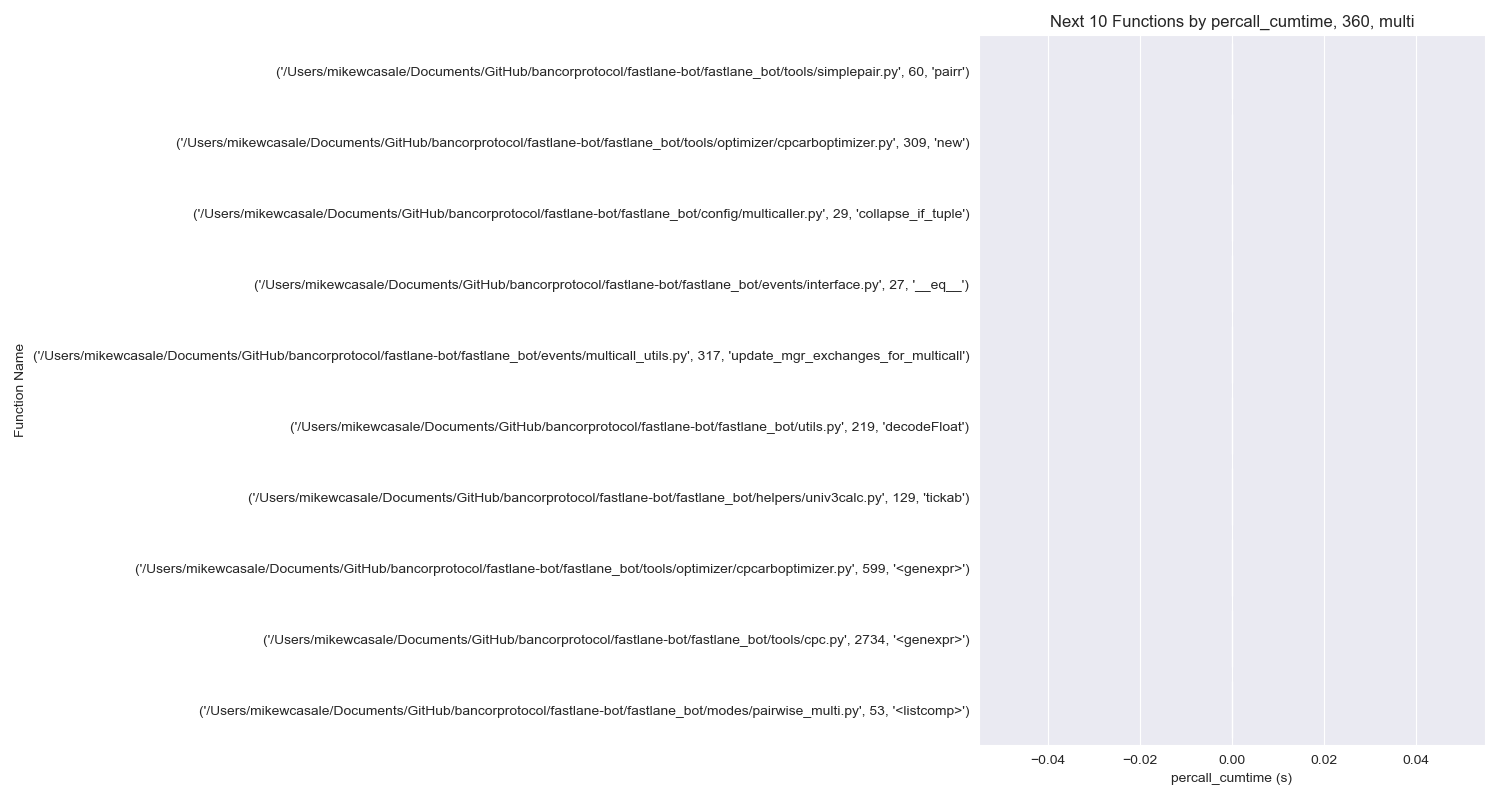 Next 10 Functions by percall_cumtime, 360, multi
('/Users/mikewcasale/Documents/GitHub/bancorprotocol/fastlane-bot/fastlane_bot/tools/simplepair.py', 60, 'pairr')
('/Users/mikewcasale/Documents/GitHub/bancorprotocol/fastlane-bot/fastlane_bot/tools/optimizer/cpcarboptimizer.py', 309, 'new')
('/Users/mikewcasale/Documents/GitHub/bancorprotocol/fastlane-bot/fastlane_bot/config/multicaller.py', 29, 'collapse_if_tuple')
('/Users/mikewcasale/Documents/GitHub/bancorprotocol/fastlane-bot/fastlane_bot/events/interface.py', 27, '__eq__')
('/Users/mikewcasale/Documents/GitHub/bancorprotocol/fastlane-bot/fastlane_bot/events/multicall_utils.py', 317, 'update_mgr_exchanges_for_multicall')
('/Users/mikewcasale/Documents/GitHub/bancorprotocol/fastlane-bot/fastlane_bot/utils.py', 219, 'decodeFloat')
('/Users/mikewcasale/Documents/GitHub/bancorprotocol/fastlane-bot/fastlane_bot/helpers/univ3calc.py', 129, 'tickab')
('/Users/mikewcasale/Documents/GitHub/bancorprotocol/fastlane-bot/fastlane_bot/tools/optimizer/cpcarboptimizer.py', 599, '<genexpr>')
('/Users/mikewcasale/Documents/GitHub/bancorprotocol/fastlane-bot/fastlane_bot/tools/cpc.py', 2734, '<genexpr>')
('/Users/mikewcasale/Documents/GitHub/bancorprotocol/fastlane-bot/fastlane_bot/modes/pairwise_multi.py', 53, '<listcomp>')
Function Name
−0.04 −0.02 0.00 0.02 0.04
percall_cumtime (s)